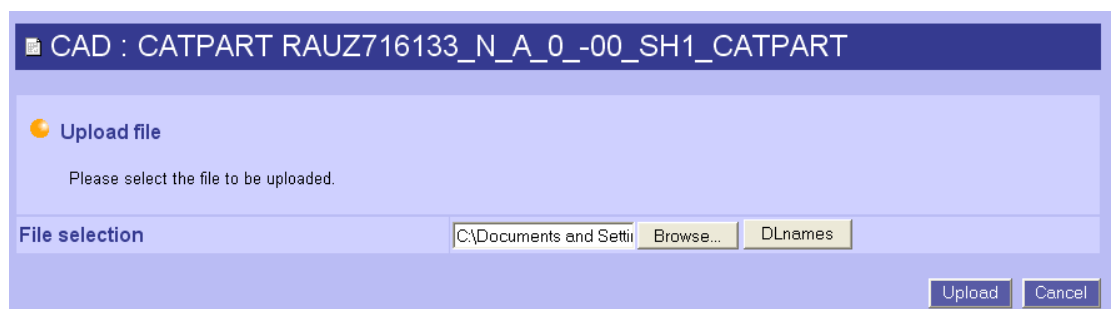 CAD : CATPART RAUZ716133_N_A_0_-00_SH1_CATPART
Upload file
Please select the file to be uploaded.
File selection C:\Documents and Settin Browse... DLnames
Upload Cancel